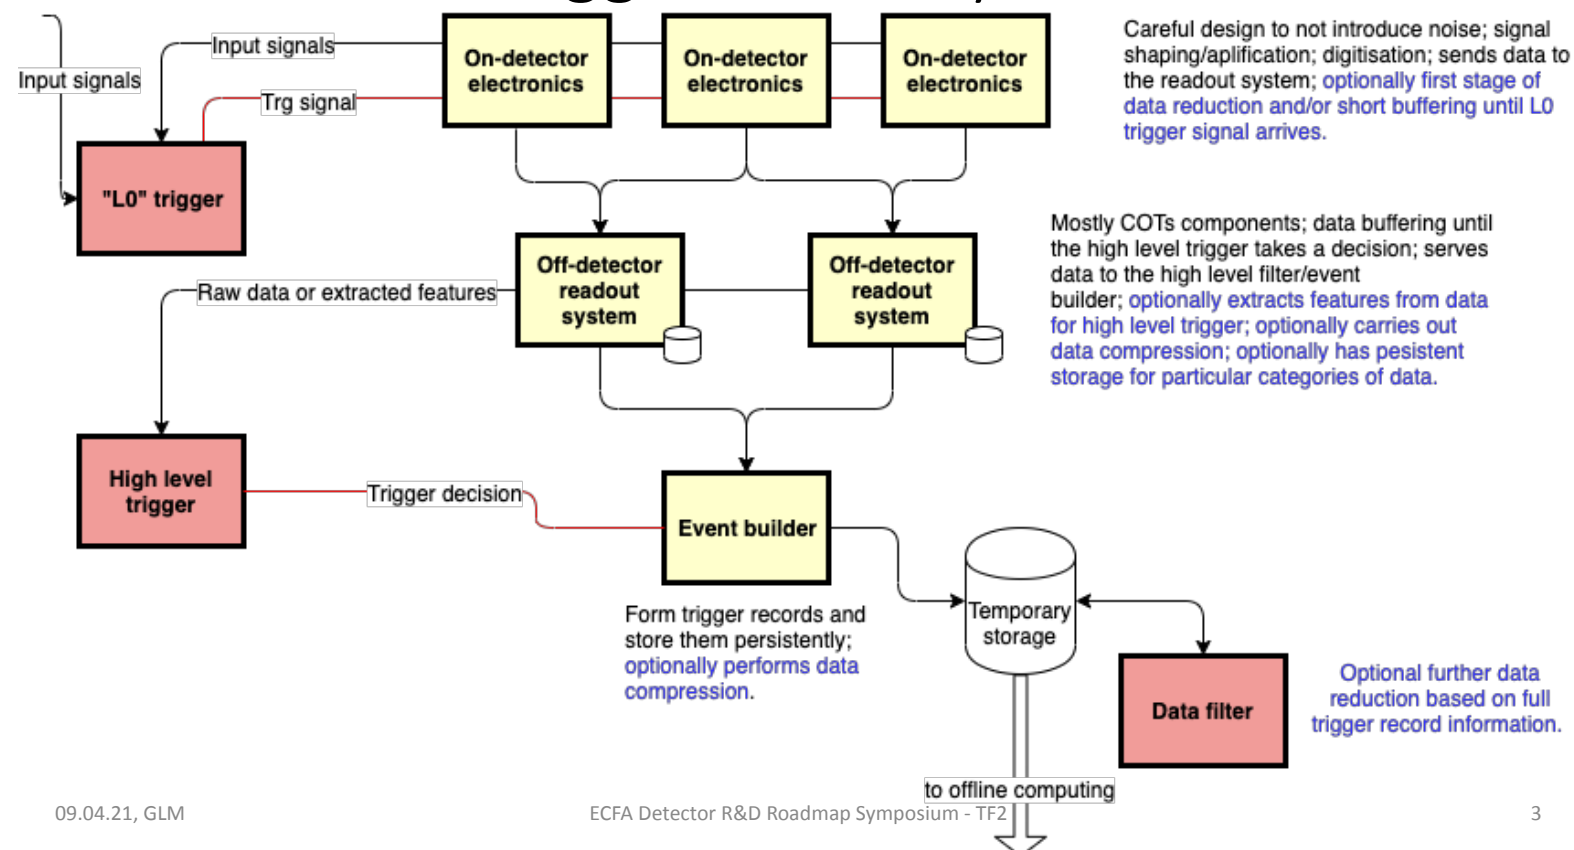 Input signals
Input signals
Trg signal
On-detector
electronics
On-detector
electronics
On-detector
electronics
Careful design to not introduce noise; signal
shaping/aplification; digitisation; sends data to
the readout system; optionally first stage of
data reduction and/or short buffering until L0
trigger signal arrives.
"L0" trigger
Off-detector
readout
system
Off-detector
readout
system
Mostly COTs components; data buffering until
the high level trigger takes a decision; serves
data to the high level filter/event
builder; optionally extracts features from data
for high level trigger; optionally carries out
data compression; optionally has pesistent
storage for particular categories of data.
Raw data or extracted features
High level
trigger
Trigger decision
Event builder
Form trigger records and
store them persistently;
optionally performs data
compression.
Temporary
storage
Data filter
Optional further data
reduction based on full
trigger record information.
to offline computing
09.04.21, GLM
ECFA Detector R&D Roadmap Symposium - TF2
3